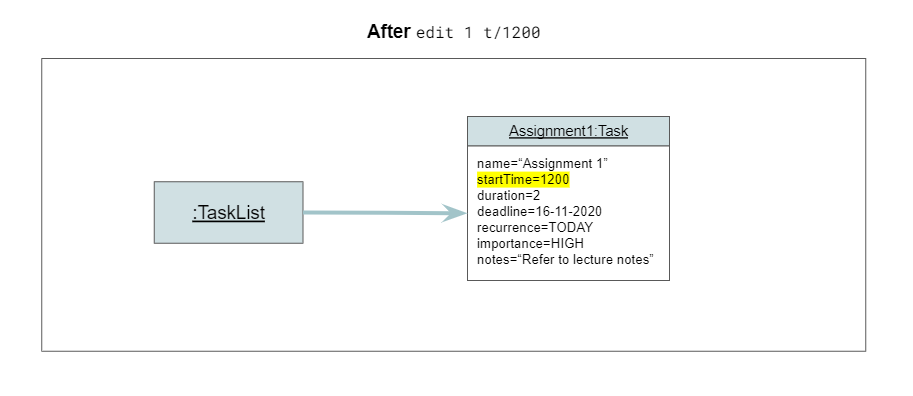 After edit 1 t/1200
Assignment1:Task
name=“Assignment 1”
startTime=1200
duration=2
deadline=16-11-2020
recurrence=TODAY
importance=HIGH
notes=“Refer to lecture notes”
:TaskList